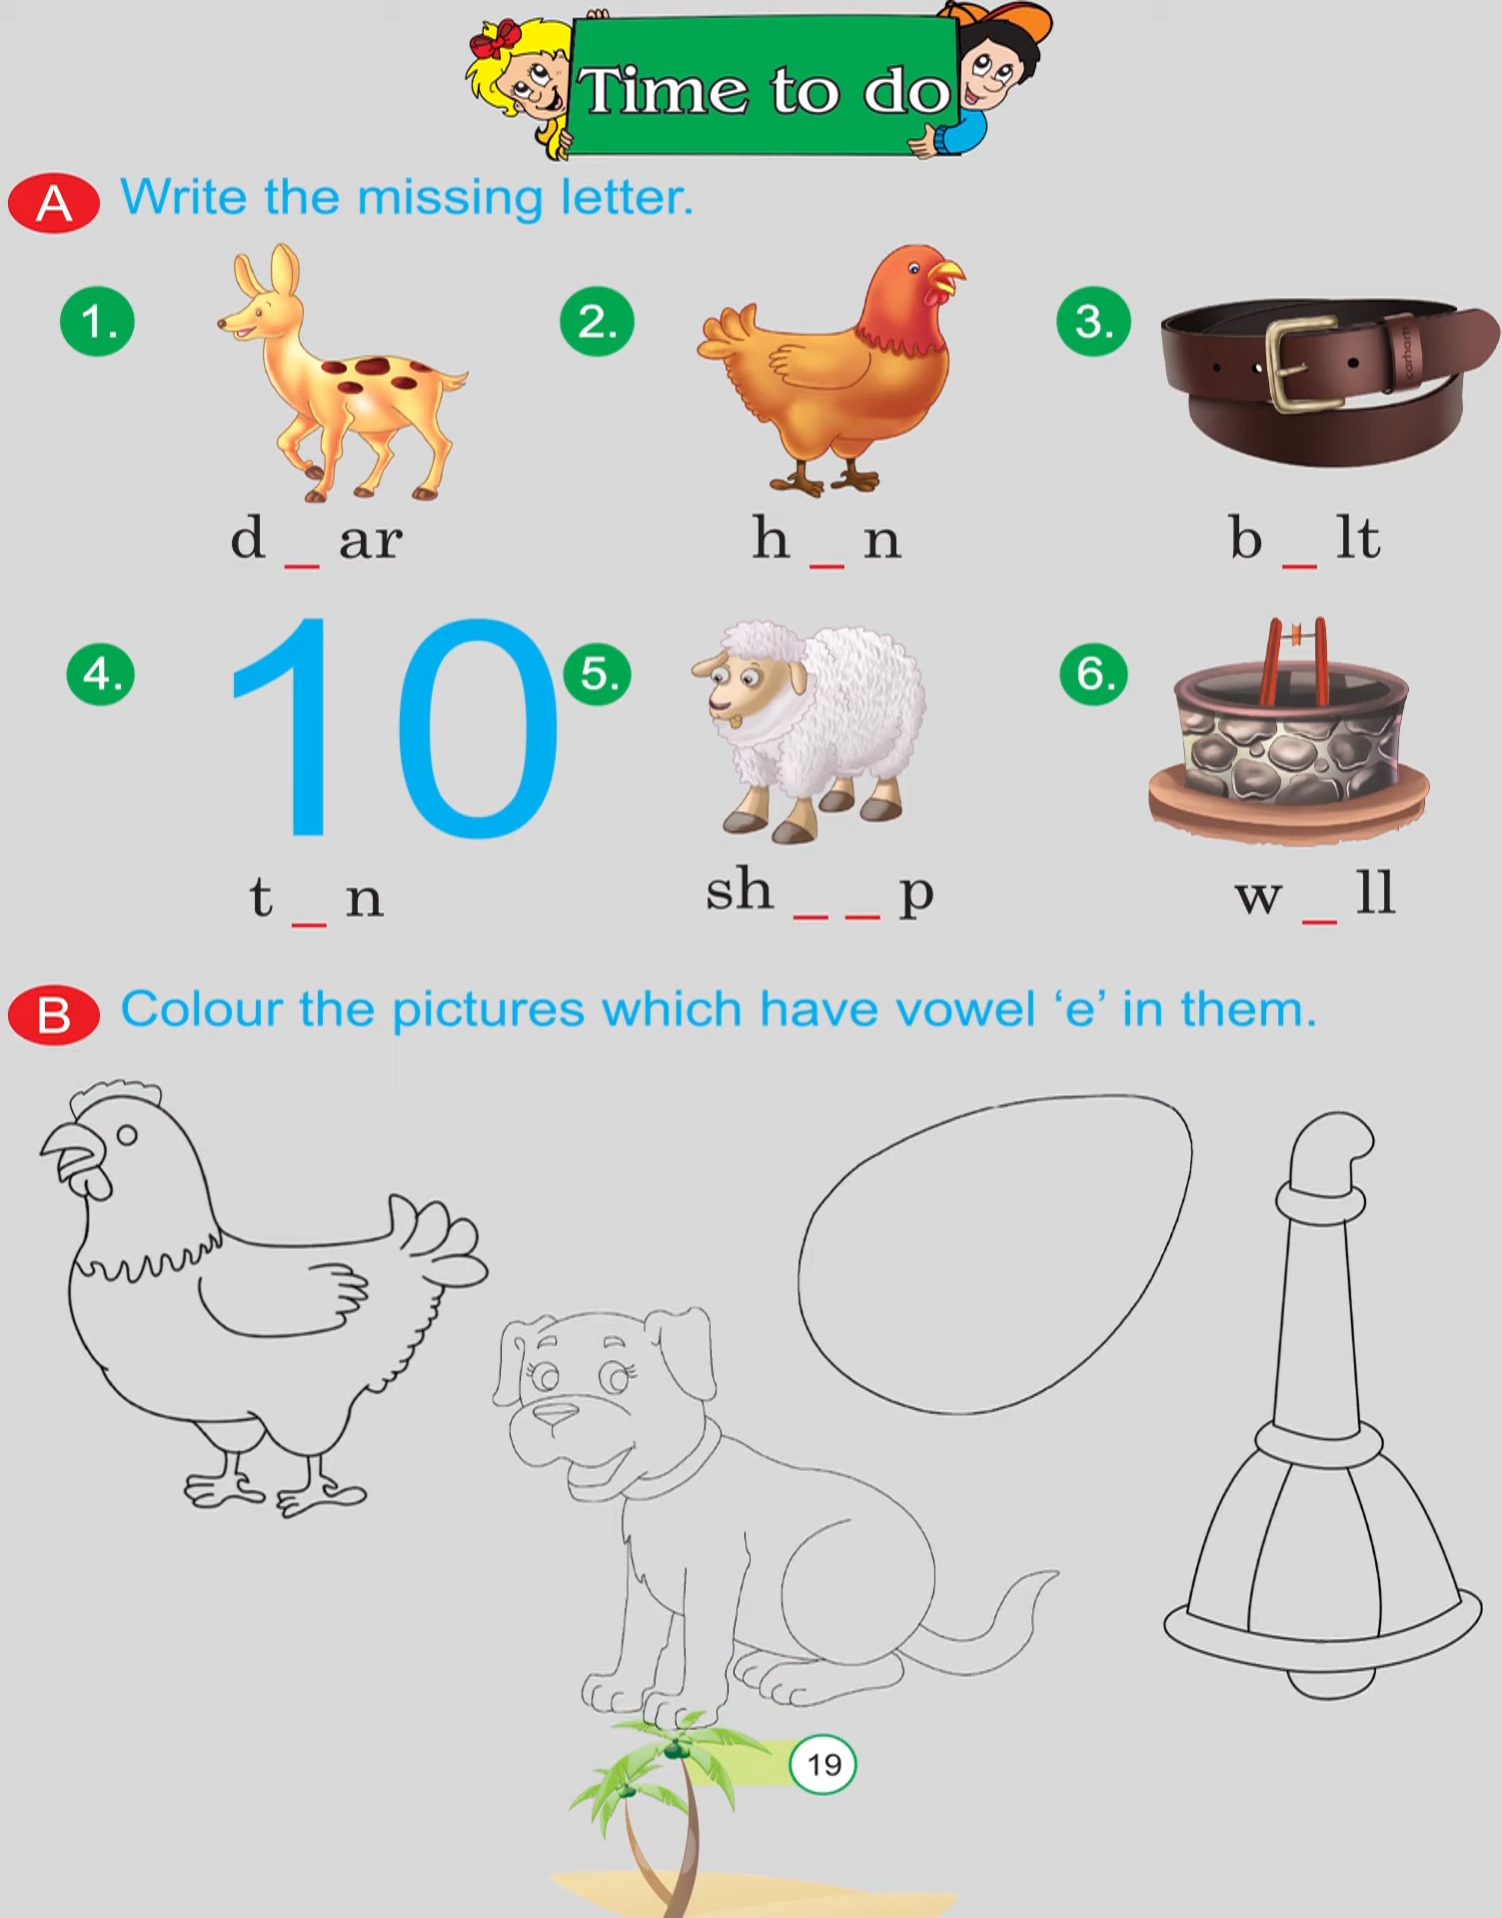 Time to do
A Write the missing letter.
1. 2. 3.
carhartt
d _ ar h _ n b _ lt
4. 10 5. 6.
t _ n sh _ _ p w _ ll
B Colour the pictures which have vowel ‘e’ in them.
19